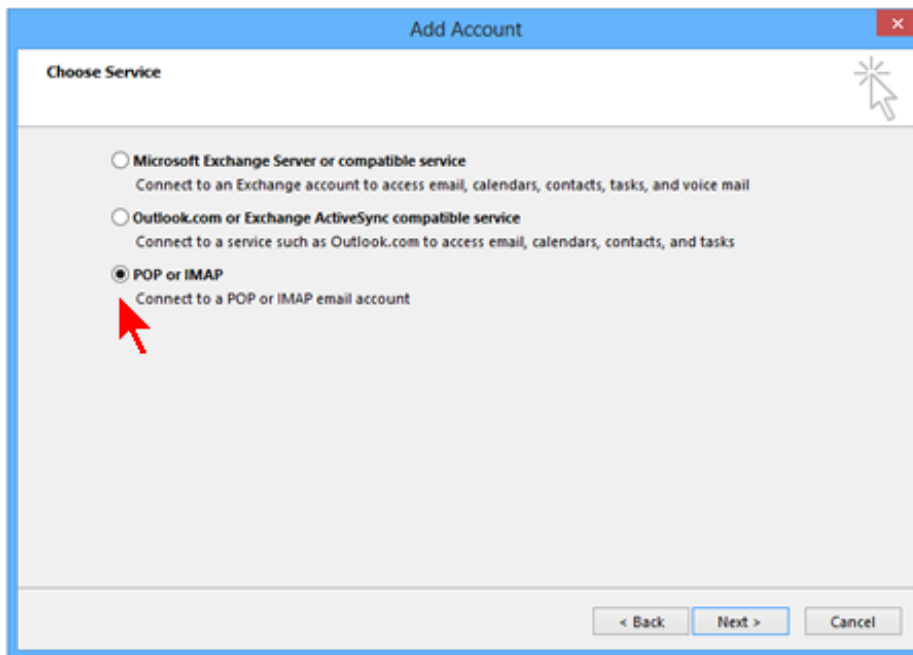 Add Account
Choose Service
Microsoft Exchange Server or compatible service
Connect to an Exchange account to access email, calendars, contacts, tasks, and voice mail
Outlook.com or Exchange ActiveSync compatible service
Connect to a service such as Outlook.com to access email, calendars, contacts, and tasks
POP or IMAP
Connect to a POP or IMAP email account
< Back Next > Cancel